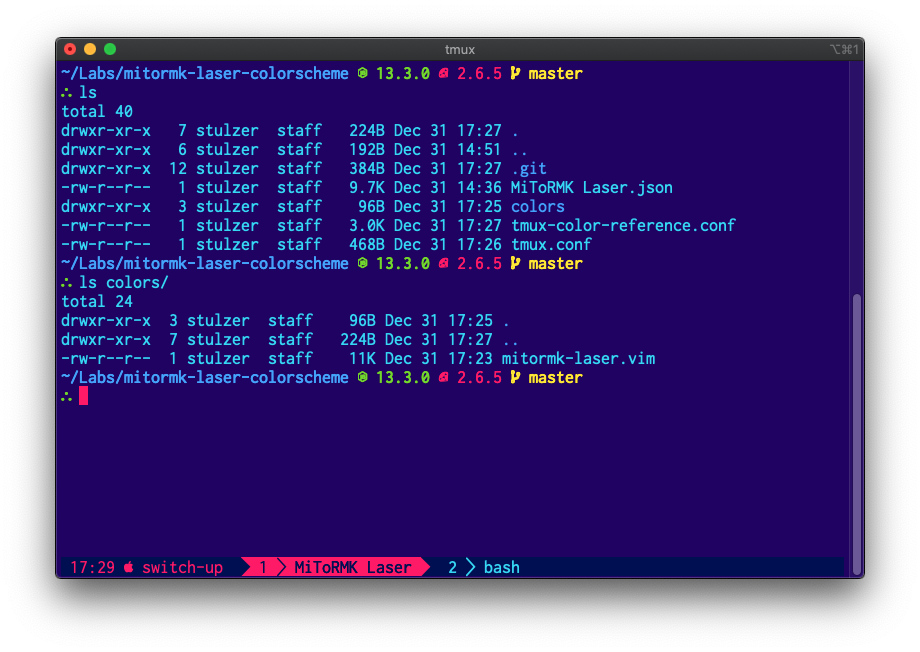 tmux ⌥⌘1
~/Labs/mitormk-laser-colorscheme 13.3.0 2.6.5 master
∴ ls
total 40
drwxr-xr-x   7 stulzer  staff   224B Dec 31 17:27 .
drwxr-xr-x   6 stulzer  staff   192B Dec 31 14:51 ..
drwxr-xr-x  12 stulzer  staff   384B Dec 31 17:27 .git
-rw-r--r--   1 stulzer  staff   9.7K Dec 31 14:36 MiToRMK Laser.json
drwxr-xr-x   3 stulzer  staff    96B Dec 31 17:25 colors
-rw-r--r--   1 stulzer  staff   3.0K Dec 31 17:27 tmux-color-reference.conf
-rw-r--r--   1 stulzer  staff   468B Dec 31 17:26 tmux.conf
~/Labs/mitormk-laser-colorscheme 13.3.0 2.6.5 master
∴ ls colors/
total 24
drwxr-xr-x  3 stulzer  staff    96B Dec 31 17:25 .
drwxr-xr-x  7 stulzer  staff   224B Dec 31 17:27 ..
-rw-r--r--  1 stulzer  staff    11K Dec 31 17:23 mitormk-laser.vim
~/Labs/mitormk-laser-colorscheme 13.3.0 2.6.5 master
∴
17:29 switch-up 1 MiToRMK Laser 2 bash